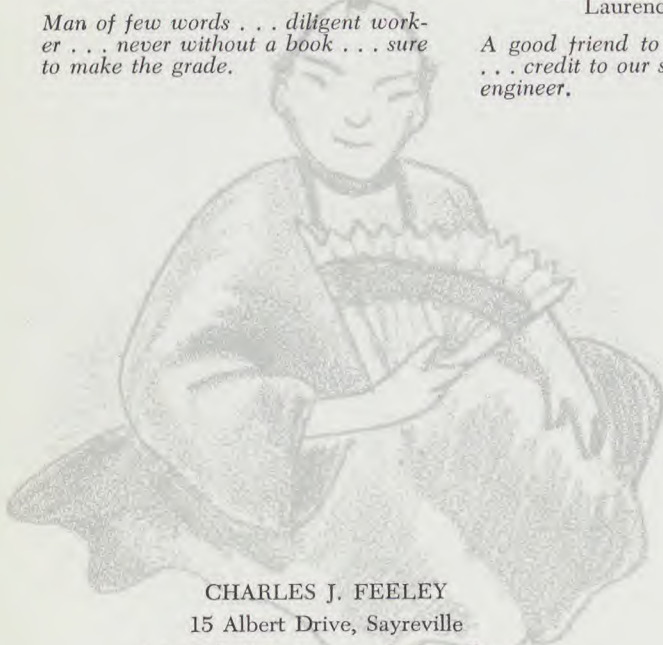 Man of few words . . . diligent work-
er . . . never without a book . . . sure
to make the grade.
Laurenc
A good friend to
. . . credit to our s
engineer.
CHARLES J. FEELEY
15 Albert Drive, Sayreville